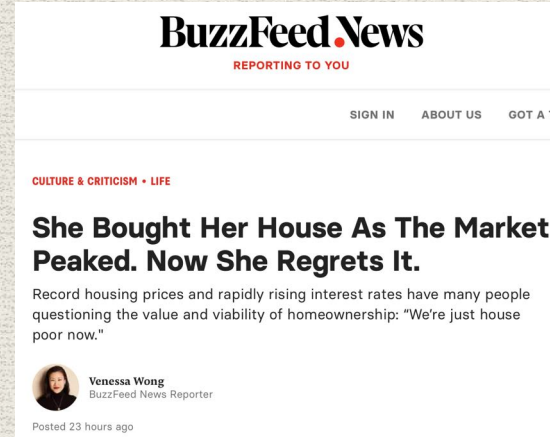 BuzzFeed News
REPORTING TO YOU
SIGN IN ABOUT US GOT A
CULTURE & CRITICISM • LIFE
She Bought Her House As The Market
Peaked. Now She Regrets It.
Record housing prices and rapidly rising interest rates have many people
questioning the value and viability of homeownership: “We’re just house
poor now."
Venessa Wong
BuzzFeed News Reporter
Posted 23 hours ago